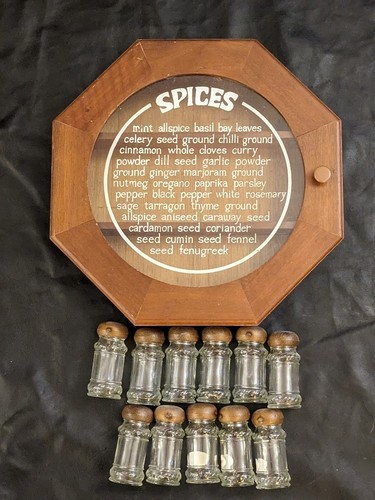 SPICES
mint allspice basil bay leaves
celery seed ground chilli ground
cinnamon whole cloves curry
powder dill seed garlic powder
ground ginger marjoram ground
nutmeg oregano paprika parsley
pepper black pepper white rosemary
sage tarragon thyme ground
allspice aniseed caraway seed
cardamon seed coriander
seed cumin seed fennel
seed fenugreek